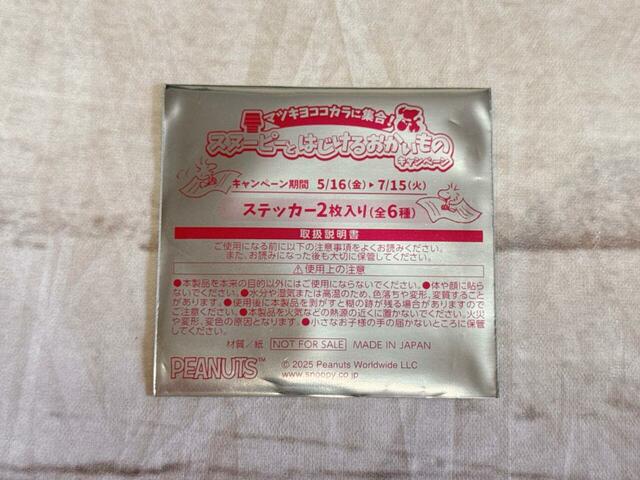 マツキヨココカラに集合!
スヌーピーとはじけるおかいもの
キャンペーン
キャンペーン期間 5/16(金)▶7/15(火)
ステッカー2枚入り(全6種)
取扱説明書
ご使用になる前に以下の注意事項をよくお読みください。
また、お読みになった後も大切に保管してください。
⚠使用上の注意
●本製品を本来の目的以外にはご使用にならないでください。●体や顔に貼ら
ないでください。●水分や湿気または高温のため、色落ちや変形、変質すること
があります。●使用後に本製品を剥がすと糊の跡が残る場合がありますので
ご注意ください。●本製品を火気などの熱源の近くに置かないでください。火災
や変形、変色の原因となります。●小さなお子様の手の届かないところに保管
してください。
材質/紙 NOT FOR SALE MADE IN JAPAN
PEANUTS™ © 2025 Peanuts Worldwide LLC
www.snoopy.co.jp